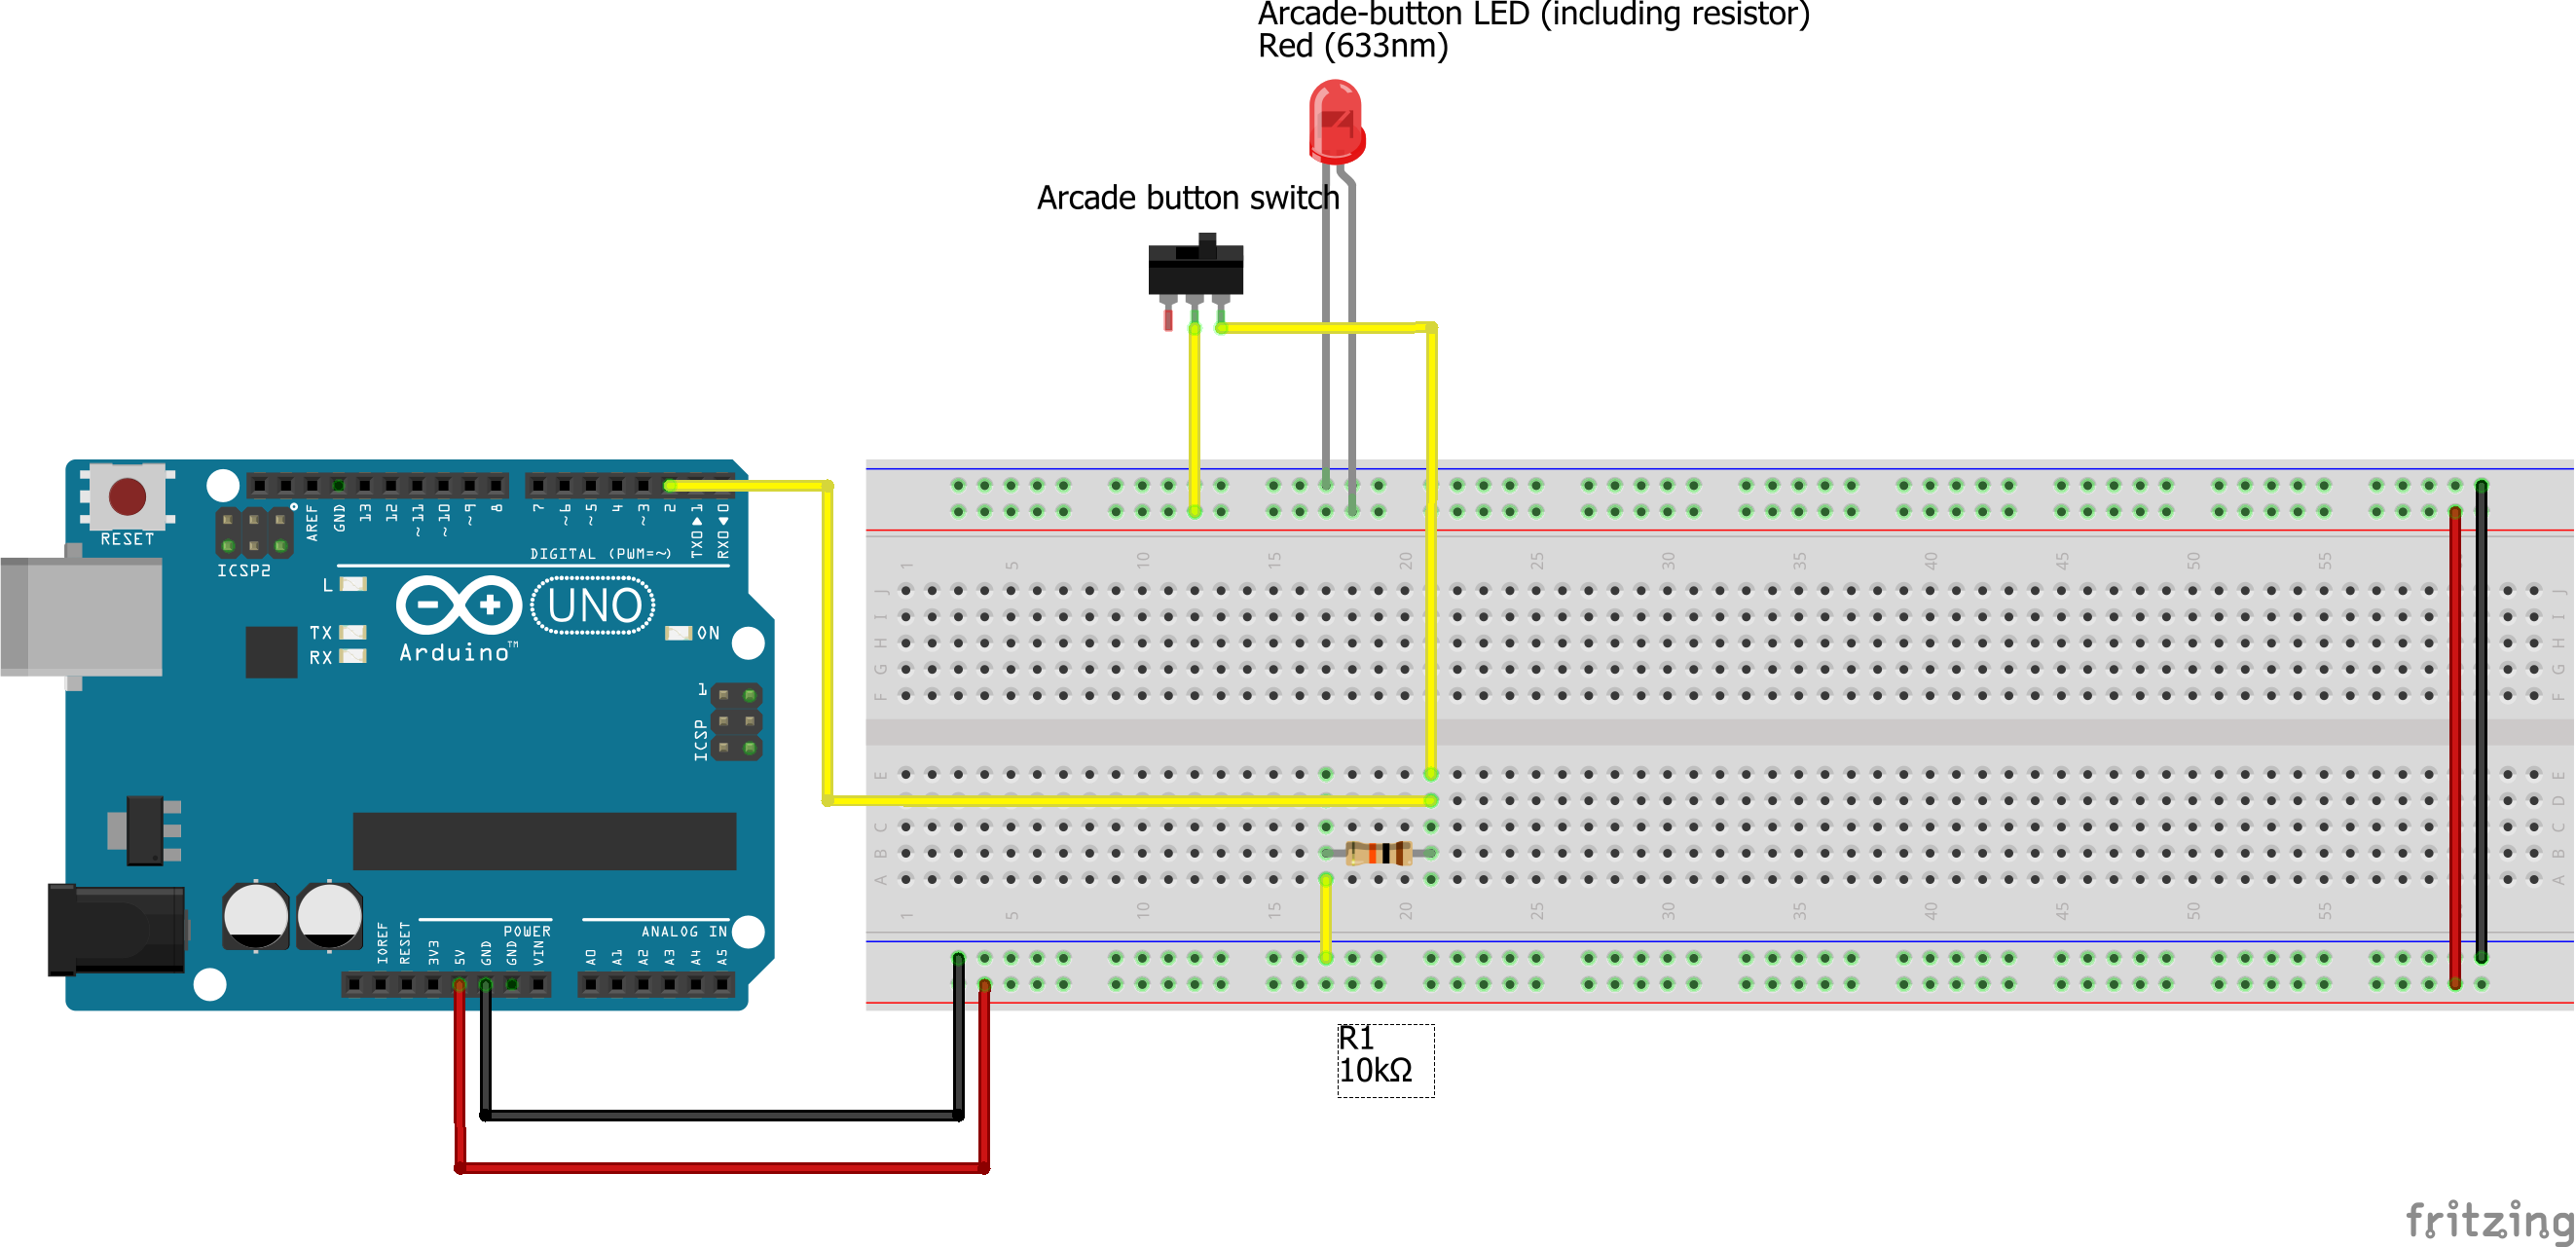 Arcade-button LED (including resistor)
Red (633nm)
Arcade button switch
RESET
ICSP2
AREF
GND
13
12
~11
~10
~9
8
7
~6
~5
4
~3
2
TX0 1
RX0 0
DIGITAL (PWM=~)
L
TX
RX
Arduino™
UNO
ON
1
ICSP
IOREF
RESET
3V3
5V
GND
GND
VIN
POWER
ANALOG IN
A0
A1
A2
A3
A4
A5
1 5 10 15 20 25 30 35 40 45 50 55
J J
I I
H H
G G
F F
E E
D
C C
B B
A A
1 5 10 15 20 25 30 35 40 45 50 55
R1
10kΩ
fritzing